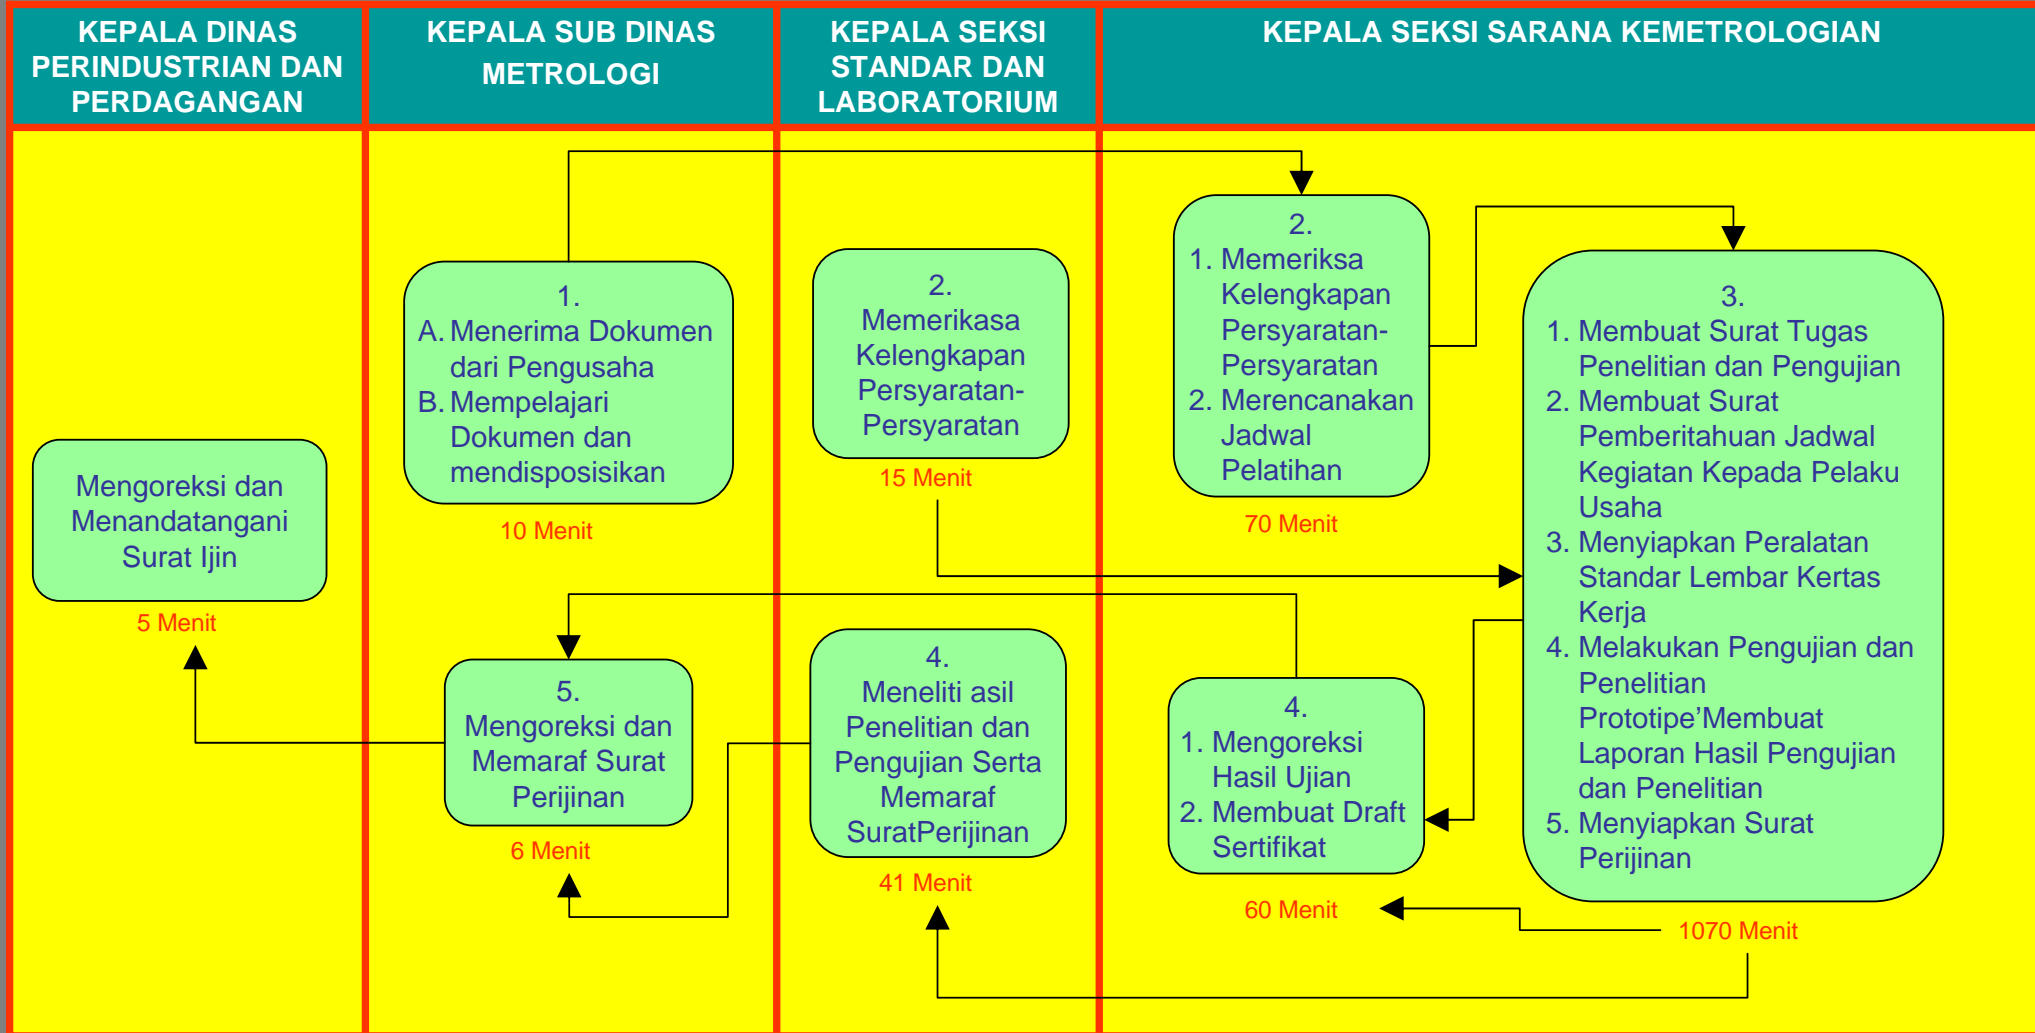 KEPALA DINAS
PERINDUSTRIAN DAN
PERDAGANGAN
KEPALA SUB DINAS
METROLOGI
KEPALA SEKSI
STANDAR DAN
LABORATORIUM
KEPALA SEKSI SARANA KEMETROLOGIAN
Mengoreksi dan
Menandatangani
Surat Ijin
5 Menit
1.
A. Menerima Dokumen
dari Pengusaha
B. Mempelajari
Dokumen dan
mendisposisikan
10 Menit
5.
Mengoreksi dan
Memaraf Surat
Perijinan
6 Menit
2.
Memerikasa
Kelengkapan
Persyaratan-
Persyaratan
15 Menit
4.
Meneliti asil
Penelitian dan
Pengujian Serta
Memaraf
SuratPerijinan
41 Menit
2.
1. Memeriksa
Kelengkapan
Persyaratan-
Persyaratan
2. Merencanakan
Jadwal
Pelatihan
70 Menit
4.
1. Mengoreksi
Hasil Ujian
2. Membuat Draft
Sertifikat
60 Menit
3.
1. Membuat Surat Tugas
Penelitian dan Pengujian
2. Membuat Surat
Pemberitahuan Jadwal
Kegiatan Kepada Pelaku
Usaha
3. Menyiapkan Peralatan
Standar Lembar Kertas
Kerja
4. Melakukan Pengujian dan
Penelitian
Prototipe’Membuat
Laporan Hasil Pengujian
dan Penelitian
5. Menyiapkan Surat
Perijinan
1070 Menit